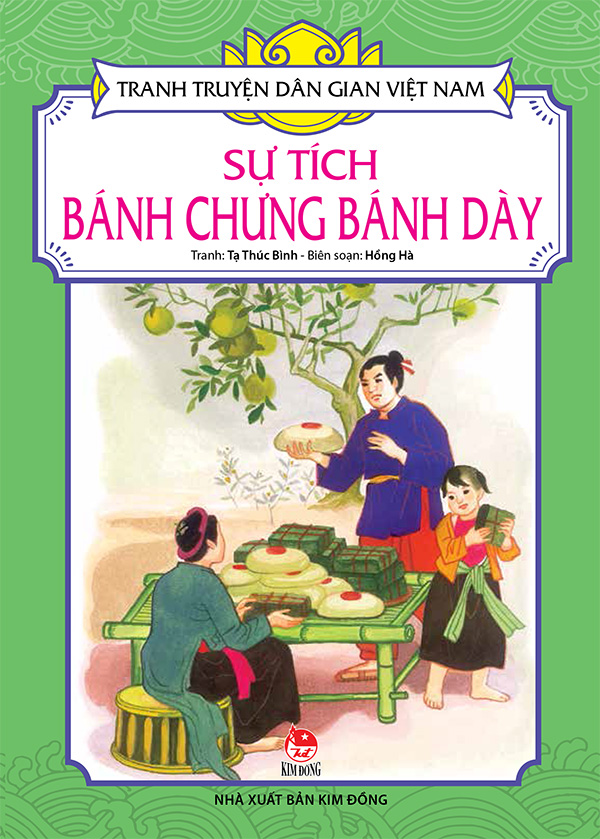 TRANH TRUYỆN DÂN GIAN VIỆT NAM
SỰ TÍCH
BÁNH CHƯNG BÁNH DÀY
Tranh: Tạ Thúc Bình - Biên soạn: Hồng Hà
KIM ĐỒNG
NHÀ XUẤT BẢN KIM ĐỒNG